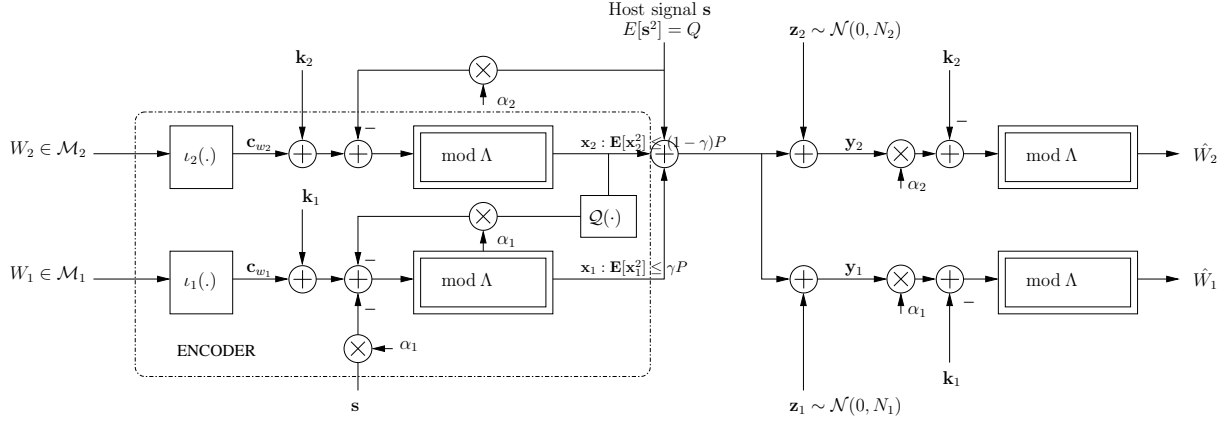 Host signal s
E[s²] = Q
z₂ ∼ 𝒩(0, N₂)
k₂
k₂
α₂
−
W₂ ∈ ℳ₂
ι₂(.)
c_{w₂}
mod Λ
x₂ : E[x₂²] ≤ (1 − γ)P
y₂
α₂
−
mod Λ
Ŵ₂
k₁
𝒬(·)
−
α₁
W₁ ∈ ℳ₁
ι₁(.)
c_{w₁}
mod Λ
x₁ : E[x₁²] ≤ γP
y₁
α₁
−
mod Λ
Ŵ₁
−
ENCODER
α₁
k₁
s
z₁ ∼ 𝒩(0, N₁)